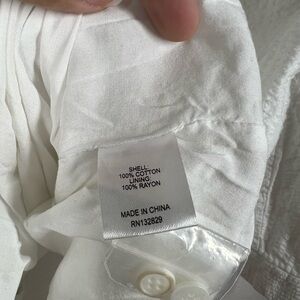 SHELL:
100% COTTON
LINING:
100% RAYON
MADE IN CHINA
RN132829